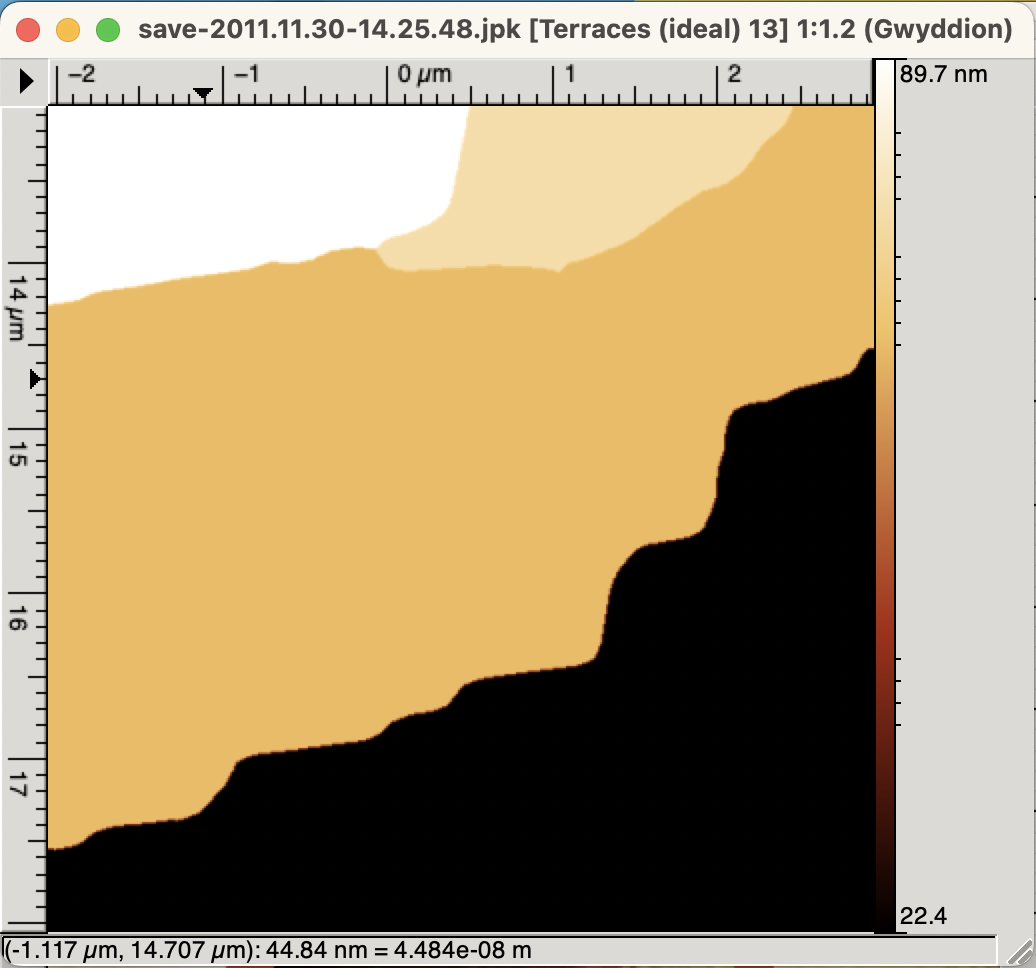 save-2011.11.30-14.25.48.jpk [Terraces (ideal) 13] 1:1.2 (Gwyddion)
−2 −1 0 µm 1 2
89.7 nm
14 µm
15
16
17
22.4
(-1.117 µm, 14.707 µm): 44.84 nm = 4.484e-08 m